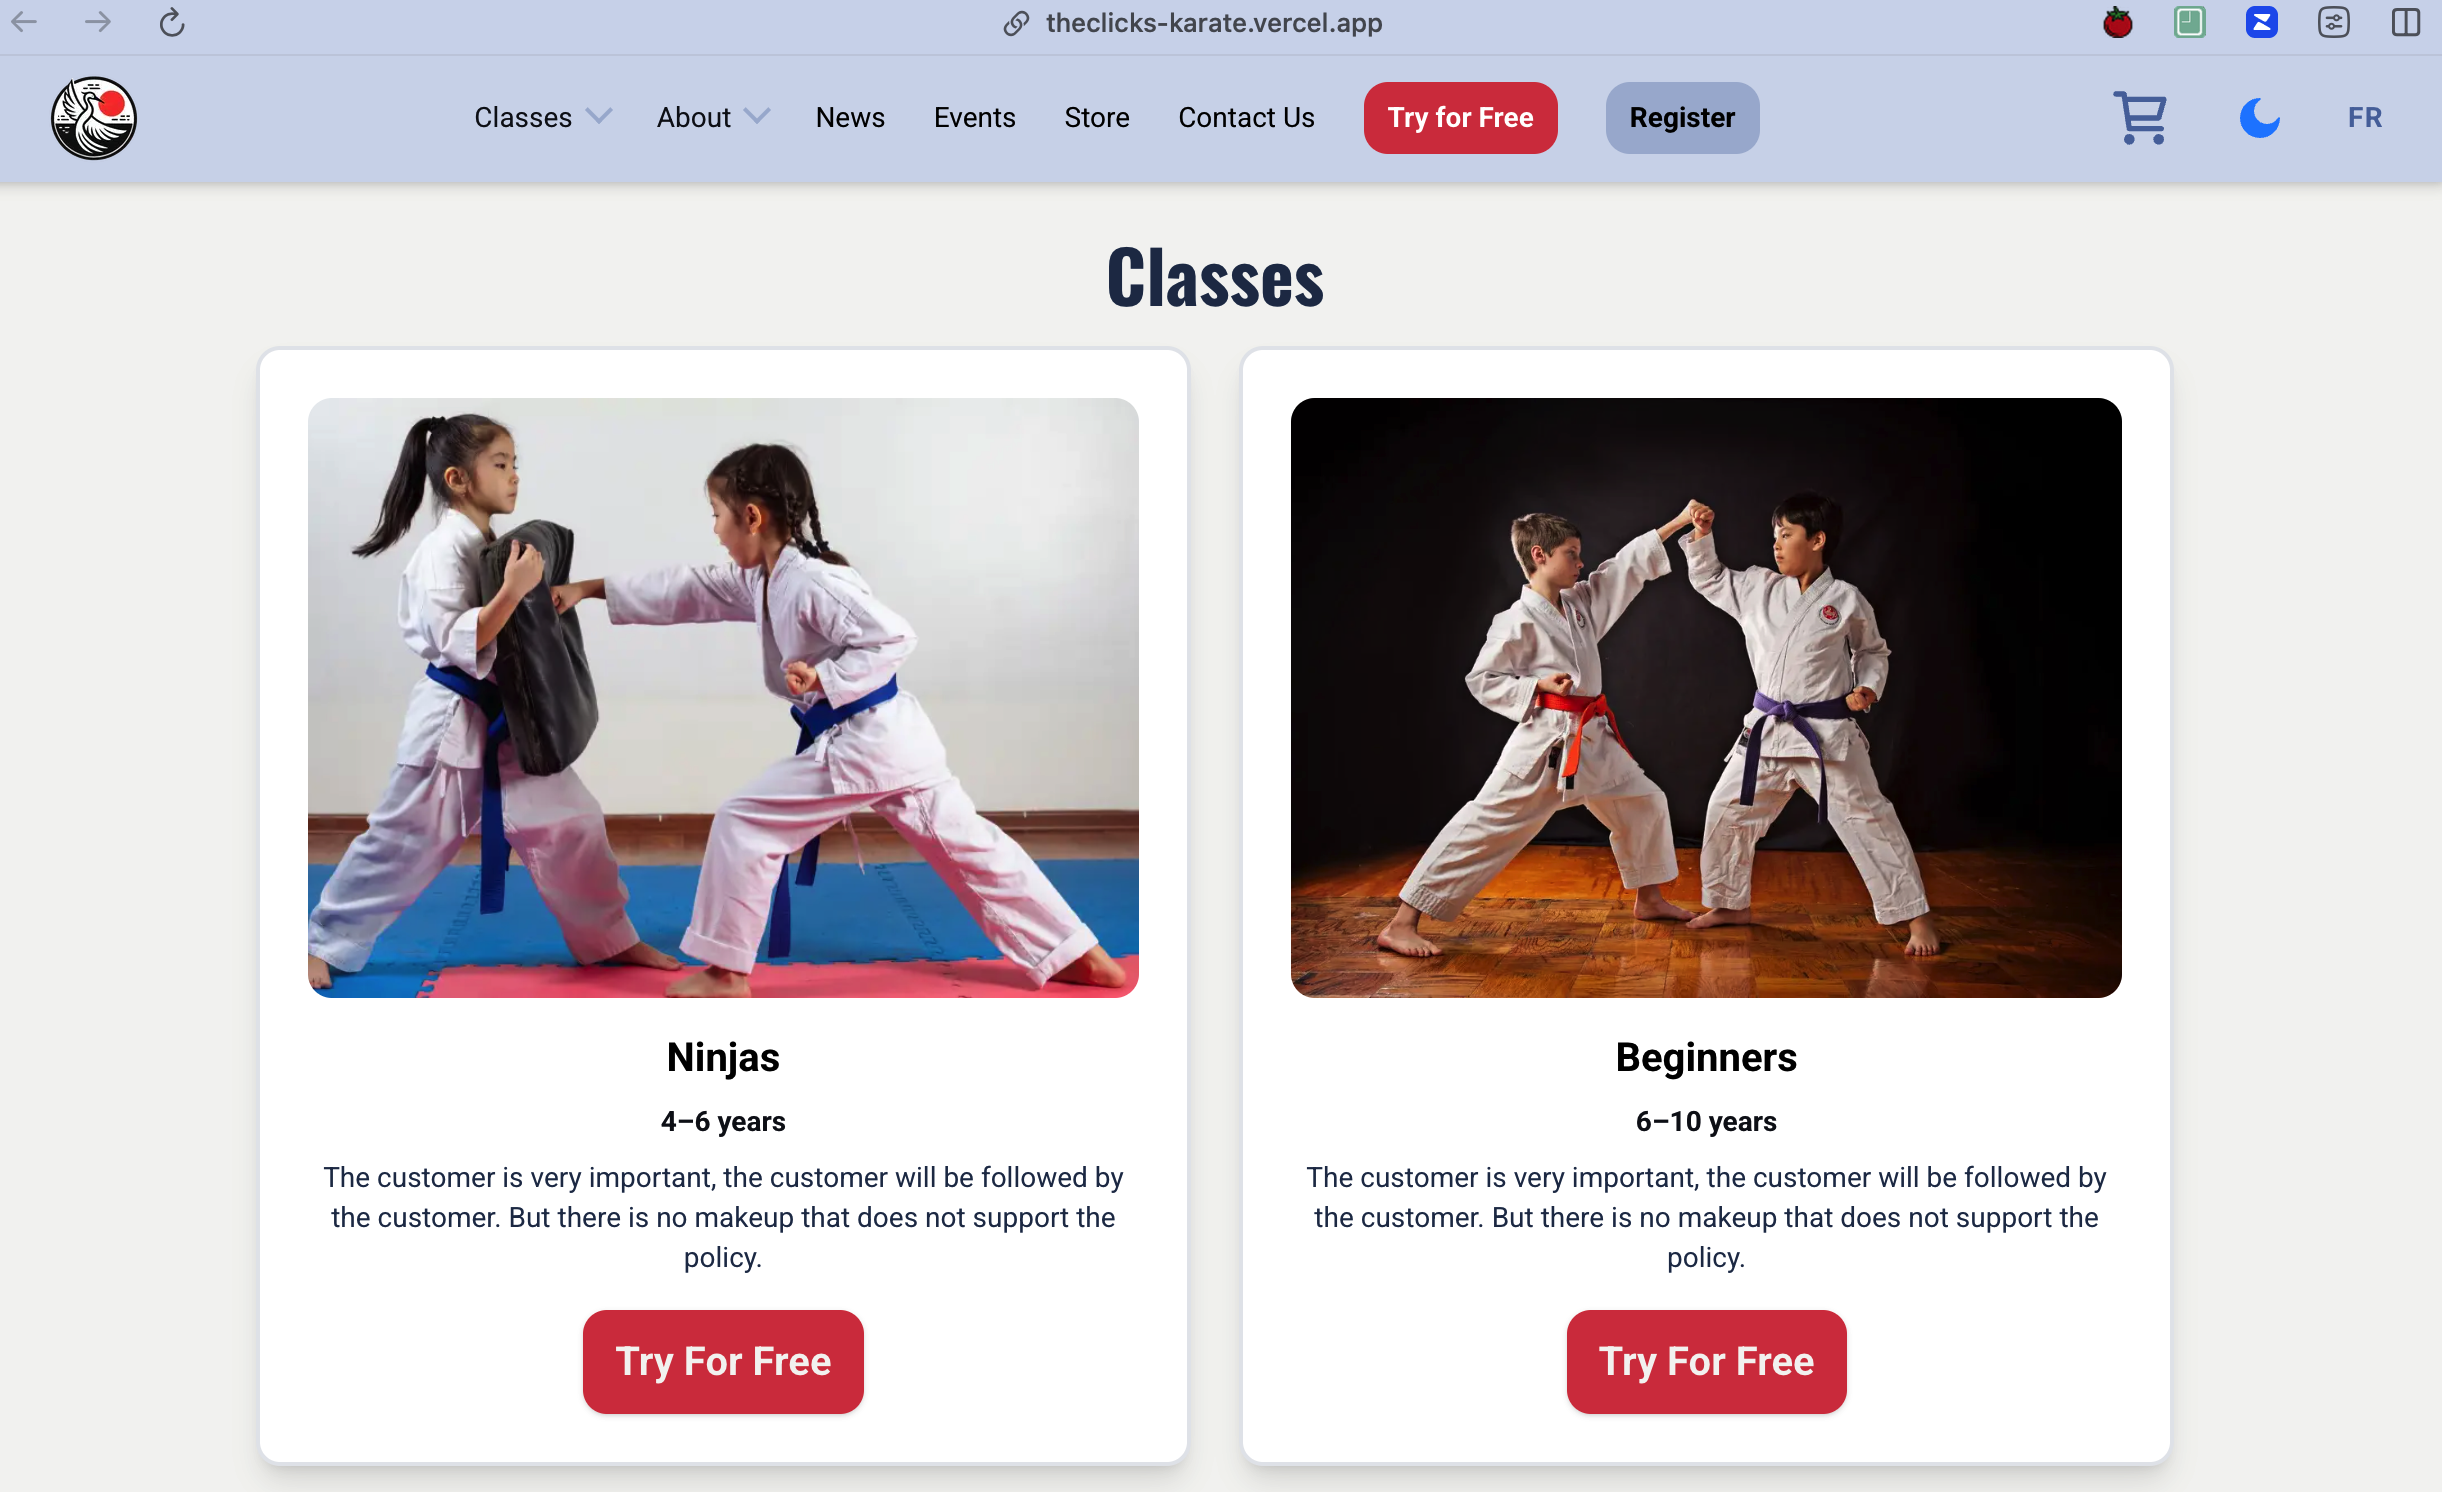 theclicks-karate.vercel.app
Classes About News Events Store Contact Us Try for Free Register FR
Classes
Ninjas
4–6 years
The customer is very important, the customer will be followed by
the customer. But there is no makeup that does not support the
policy.
Try For Free
Beginners
6–10 years
The customer is very important, the customer will be followed by
the customer. But there is no makeup that does not support the
policy.
Try For Free